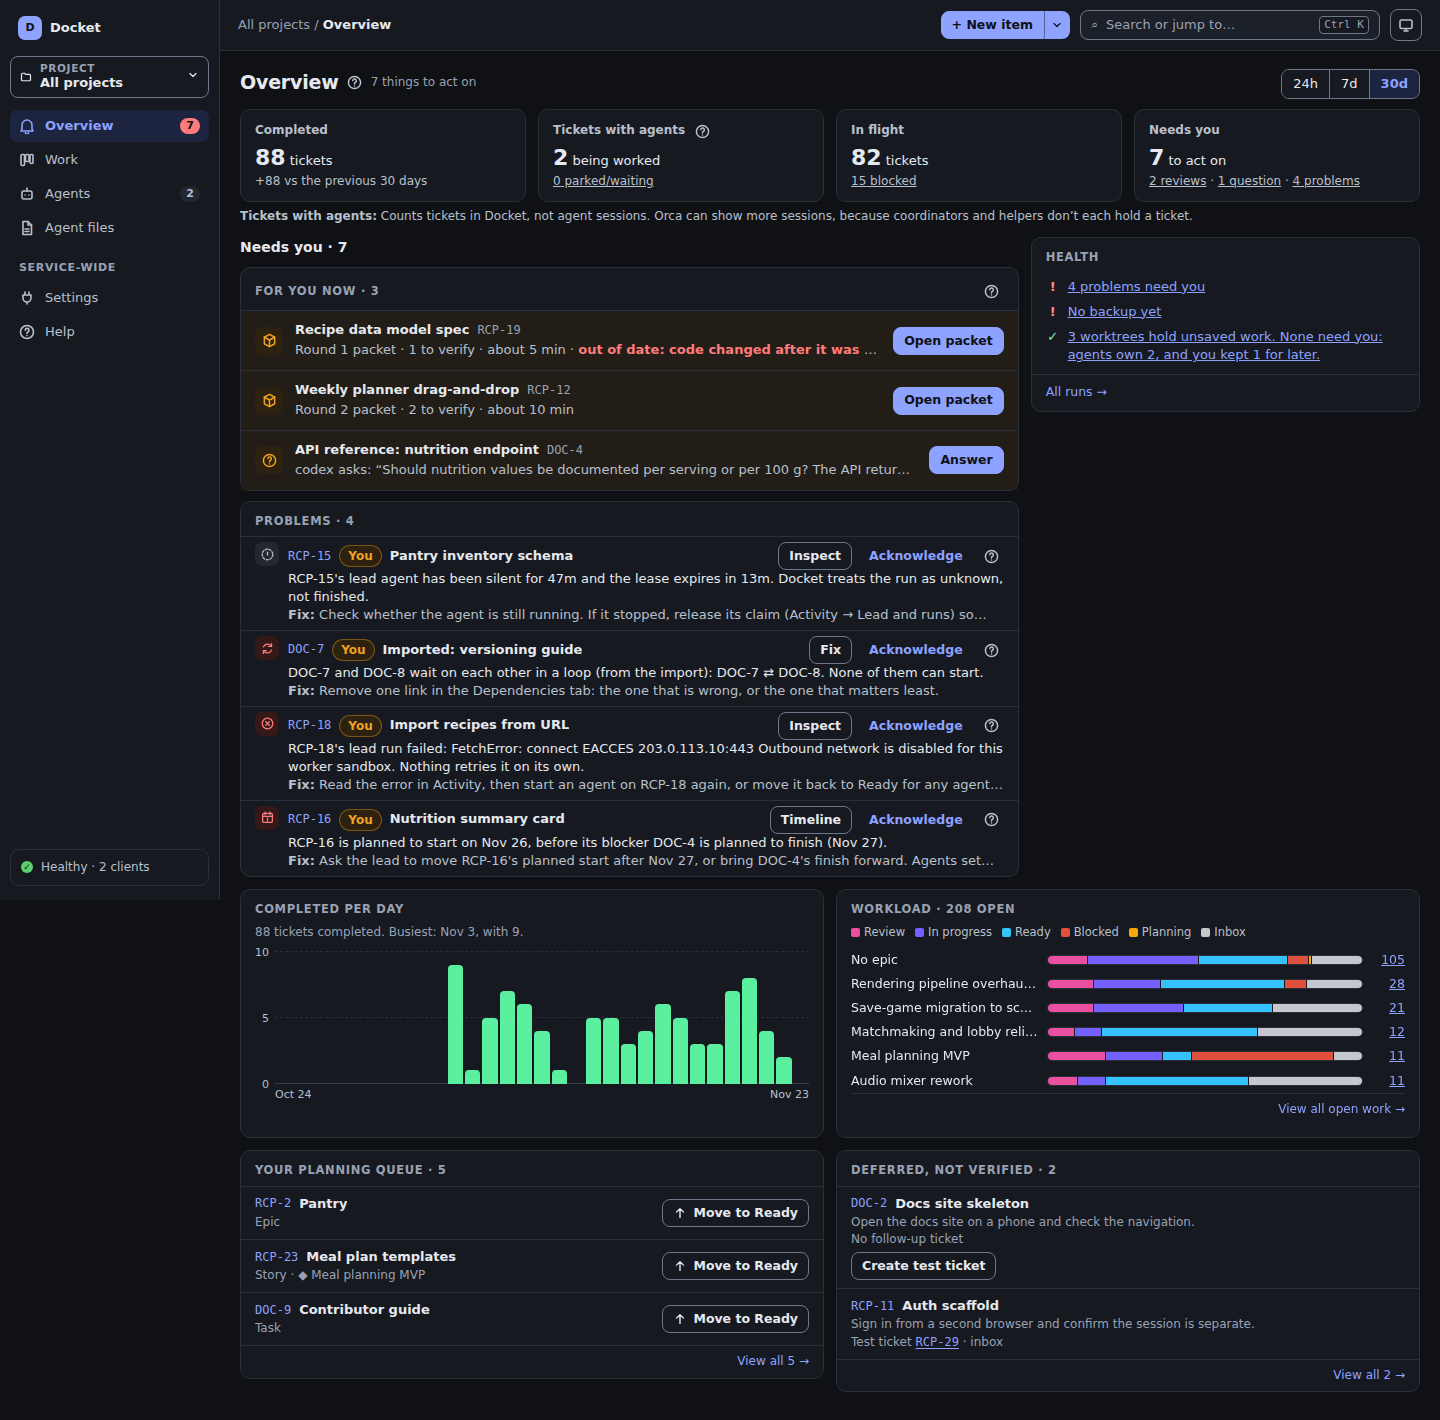 D Docket
PROJECT
All projects
Overview 7
Work
Agents 2
Agent files
SERVICE-WIDE
Settings
Help
Healthy · 2 clients
All projects / Overview
+ New item
Search or jump to… Ctrl K
Overview 7 things to act on
24h 7d 30d
Completed
88 tickets
+88 vs the previous 30 days
Tickets with agents
2 being worked
0 parked/waiting
In flight
82 tickets
15 blocked
Needs you
7 to act on
2 reviews · 1 question · 4 problems
Tickets with agents: Counts tickets in Docket, not agent sessions. Orca can show more sessions, because coordinators and helpers don’t each hold a ticket.
Needs you · 7
FOR YOU NOW · 3
Recipe data model spec RCP-19
Round 1 packet · 1 to verify · about 5 min · out of date: code changed after it was …
Open packet
Weekly planner drag-and-drop RCP-12
Round 2 packet · 2 to verify · about 10 min
Open packet
API reference: nutrition endpoint DOC-4
codex asks: “Should nutrition values be documented per serving or per 100 g? The API retur…
Answer
HEALTH
! 4 problems need you
! No backup yet
✓ 3 worktrees hold unsaved work. None need you:
agents own 2, and you kept 1 for later.
All runs →
PROBLEMS · 4
RCP-15 You Pantry inventory schema Inspect Acknowledge
RCP-15's lead agent has been silent for 47m and the lease expires in 13m. Docket treats the run as unknown,
not finished.
Fix: Check whether the agent is still running. If it stopped, release its claim (Activity → Lead and runs) so…
DOC-7 You Imported: versioning guide Fix Acknowledge
DOC-7 and DOC-8 wait on each other in a loop (from the import): DOC-7 ⇄ DOC-8. None of them can start.
Fix: Remove one link in the Dependencies tab: the one that is wrong, or the one that matters least.
RCP-18 You Import recipes from URL Inspect Acknowledge
RCP-18's lead run failed: FetchError: connect EACCES 203.0.113.10:443 Outbound network is disabled for this
worker sandbox. Nothing retries it on its own.
Fix: Read the error in Activity, then start an agent on RCP-18 again, or move it back to Ready for any agent…
RCP-16 You Nutrition summary card Timeline Acknowledge
RCP-16 is planned to start on Nov 26, before its blocker DOC-4 is planned to finish (Nov 27).
Fix: Ask the lead to move RCP-16's planned start after Nov 27, or bring DOC-4's finish forward. Agents set…
COMPLETED PER DAY
88 tickets completed. Busiest: Nov 3, with 9.
10
5
0
Oct 24 Nov 23
WORKLOAD · 208 OPEN
Review In progress Ready Blocked Planning Inbox
No epic 105
Rendering pipeline overhau… 28
Save-game migration to sc… 21
Matchmaking and lobby reli… 12
Meal planning MVP 11
Audio mixer rework 11
View all open work →
YOUR PLANNING QUEUE · 5
RCP-2 Pantry
Epic
↑ Move to Ready
RCP-23 Meal plan templates
Story · ◆ Meal planning MVP
↑ Move to Ready
DOC-9 Contributor guide
Task
↑ Move to Ready
View all 5 →
DEFERRED, NOT VERIFIED · 2
DOC-2 Docs site skeleton
Open the docs site on a phone and check the navigation.
No follow-up ticket
Create test ticket
RCP-11 Auth scaffold
Sign in from a second browser and confirm the session is separate.
Test ticket RCP-29 · inbox
View all 2 →